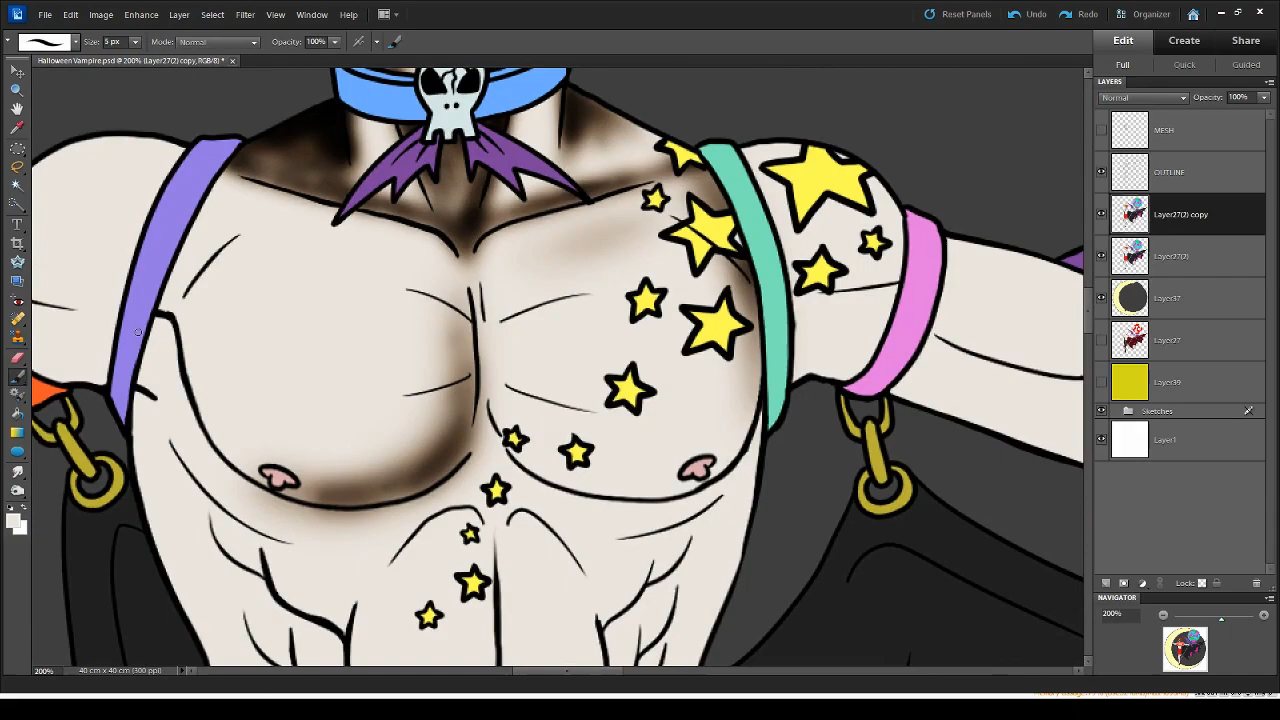 File Edit Image Enhance Layer Select Filter View Window Help Reset Panels Undo Redo Organizer
Size: 5 px Mode: Normal Opacity: 100% Edit Create Share
Halloween Vampire.psd @ 200% (Layer27(2) copy, RGB/8) * Full Quick Guided
LAYERS
Normal Opacity: 100%
MESH
OUTLINE
Layer27(2) copy
Layer27(2)
Layer37
Layer27
Layer39
Sketches
Layer1
Lock:
NAVIGATOR
200%
200% 40 cm x 40 cm (300 ppi)